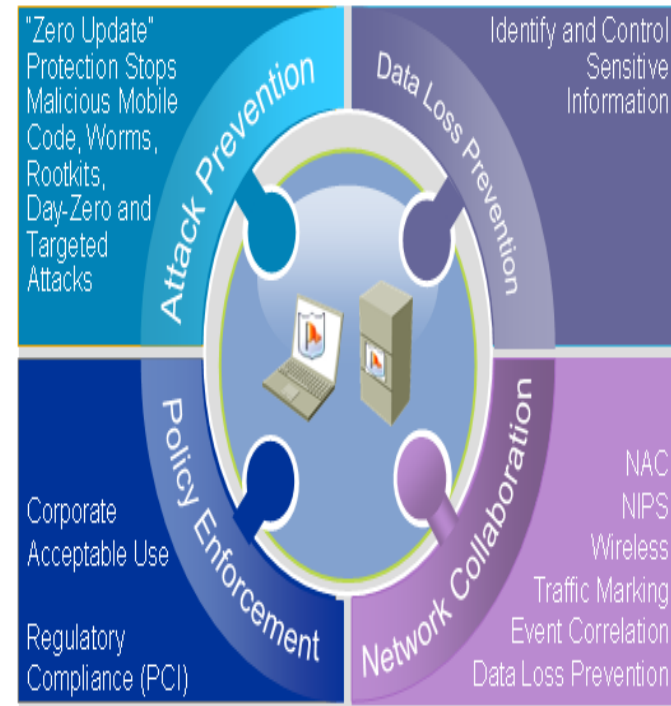 "Zero Update"
Protection Stops
Malicious Mobile
Code, Worms,
Rootkits,
Day-Zero and
Targeted
Attacks
Attack Prevention
Data Loss Prevention
Identify and Control
Sensitive
Information
Corporate
Acceptable Use
Regulatory
Compliance (PCI)
Policy Enforcement
Network Collaboration
NAC
NIPS
Wireless
Traffic Marking
Event Correlation
Data Loss Prevention